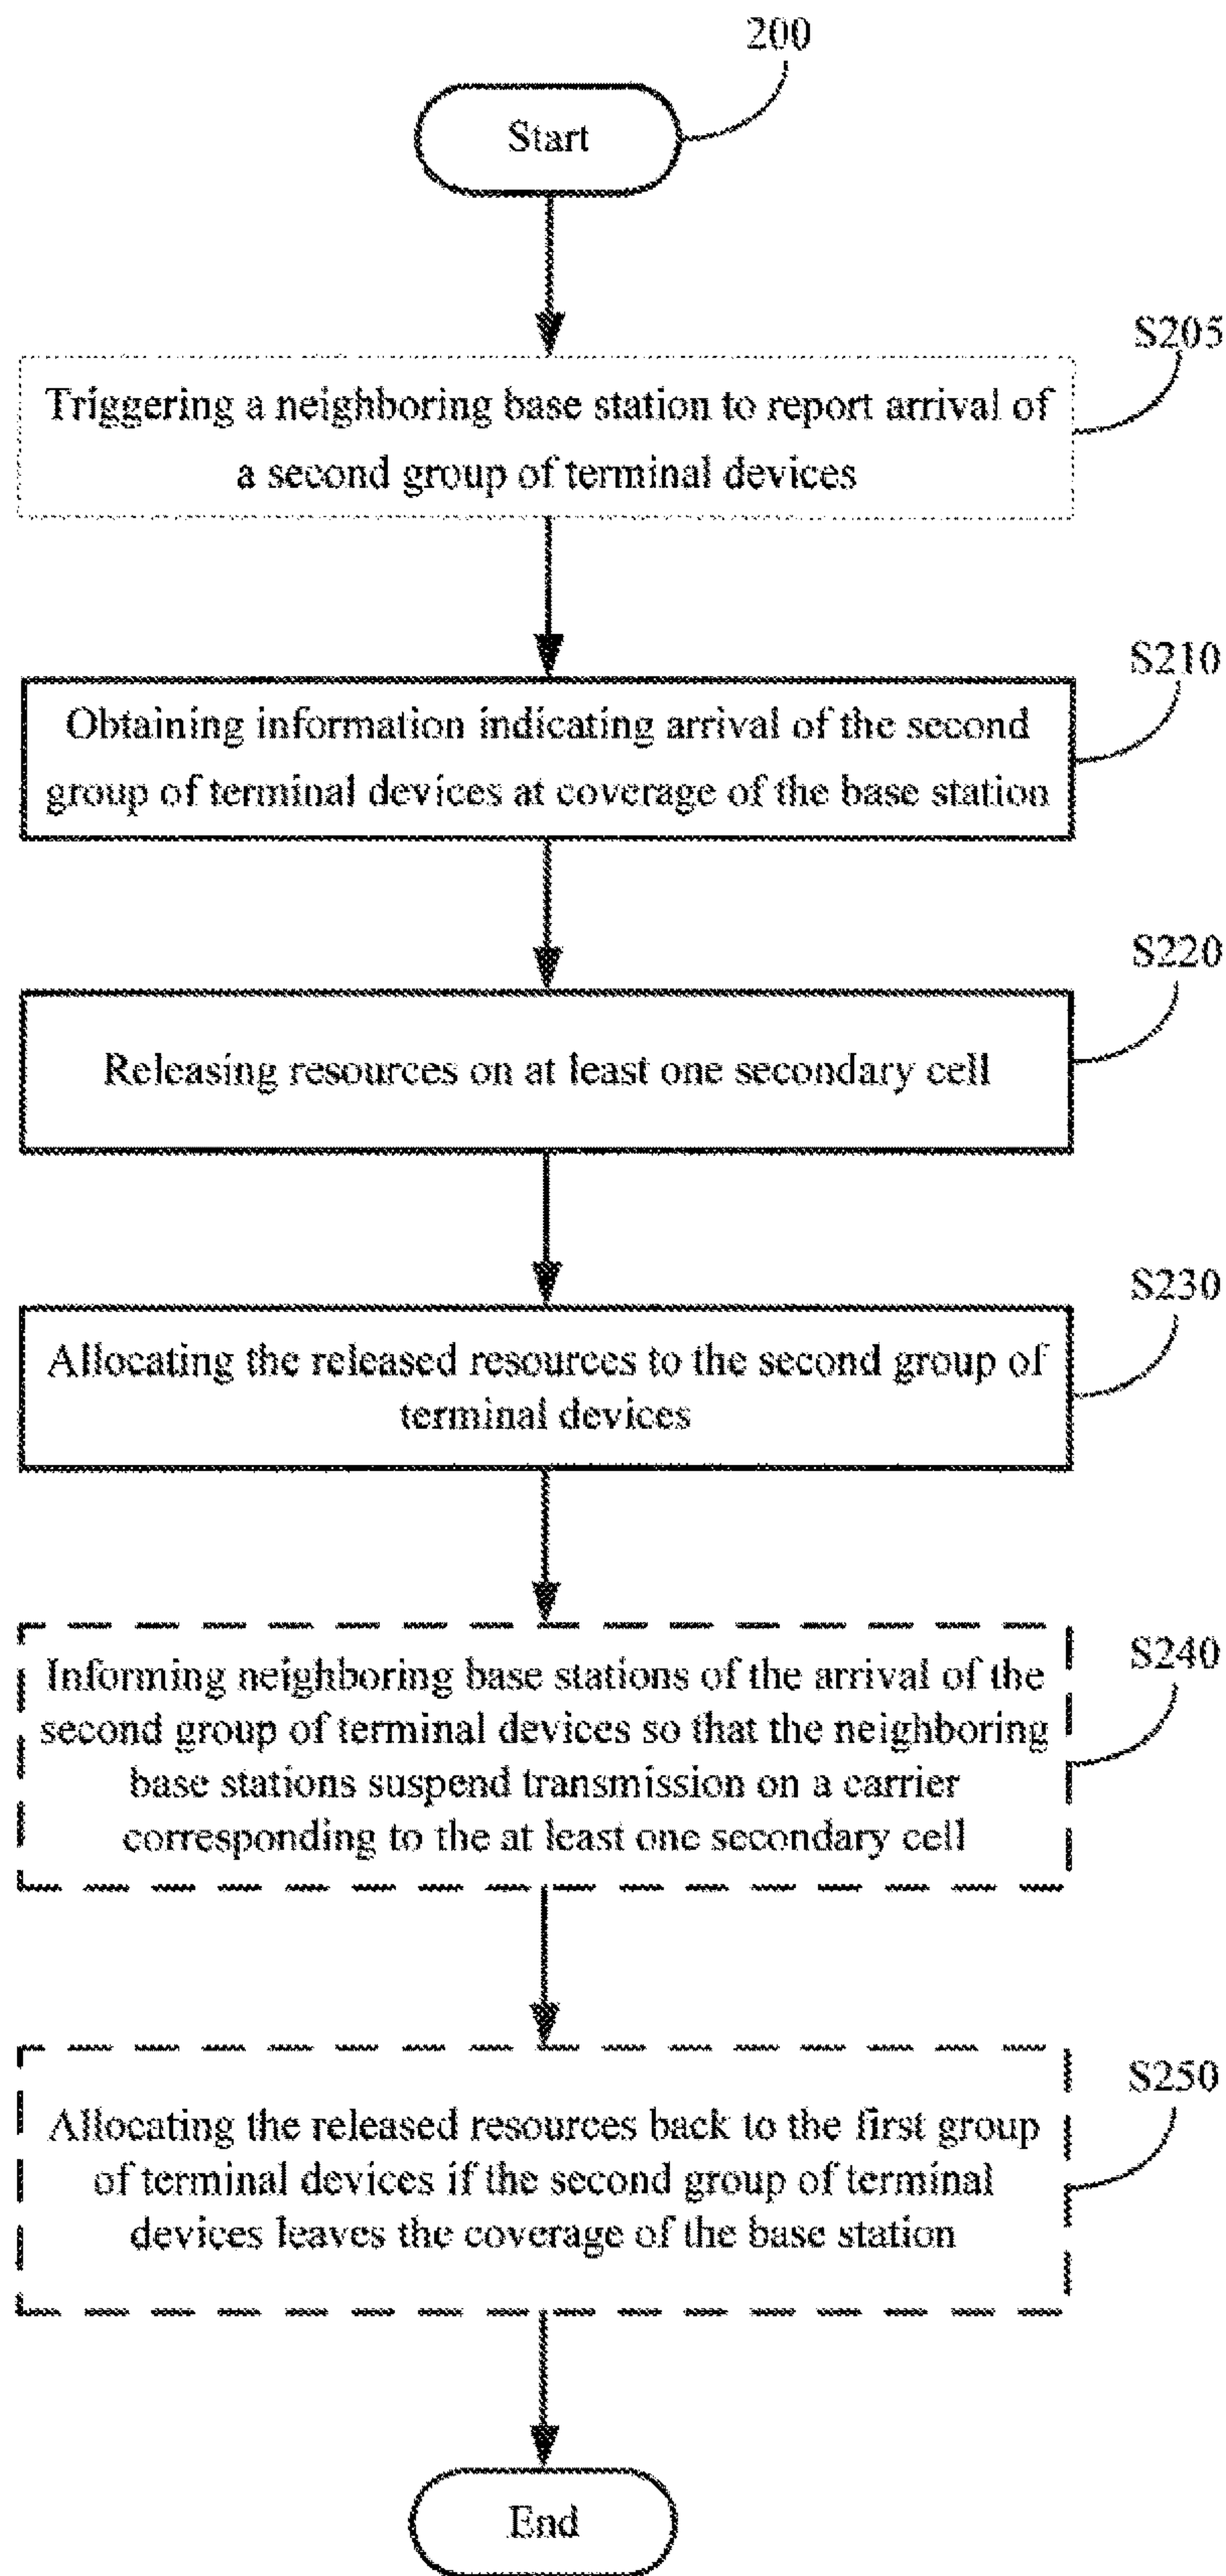 200
Start
S205
Triggering a neighboring base station to report arrival of
a second group of terminal devices
S210
Obtaining information indicating arrival of the second
group of terminal devices at coverage of the base station
S220
Releasing resources on at least one secondary cell
S230
Allocating the released resources to the second group of
terminal devices
S240
Informing neighboring base stations of the arrival of the
second group of terminal devices so that the neighboring
base stations suspend transmission on a carrier
corresponding to the at least one secondary cell
S250
Allocating the released resources back to the first group
of terminal devices if the second group of terminal
devices leaves the coverage of the base station
End